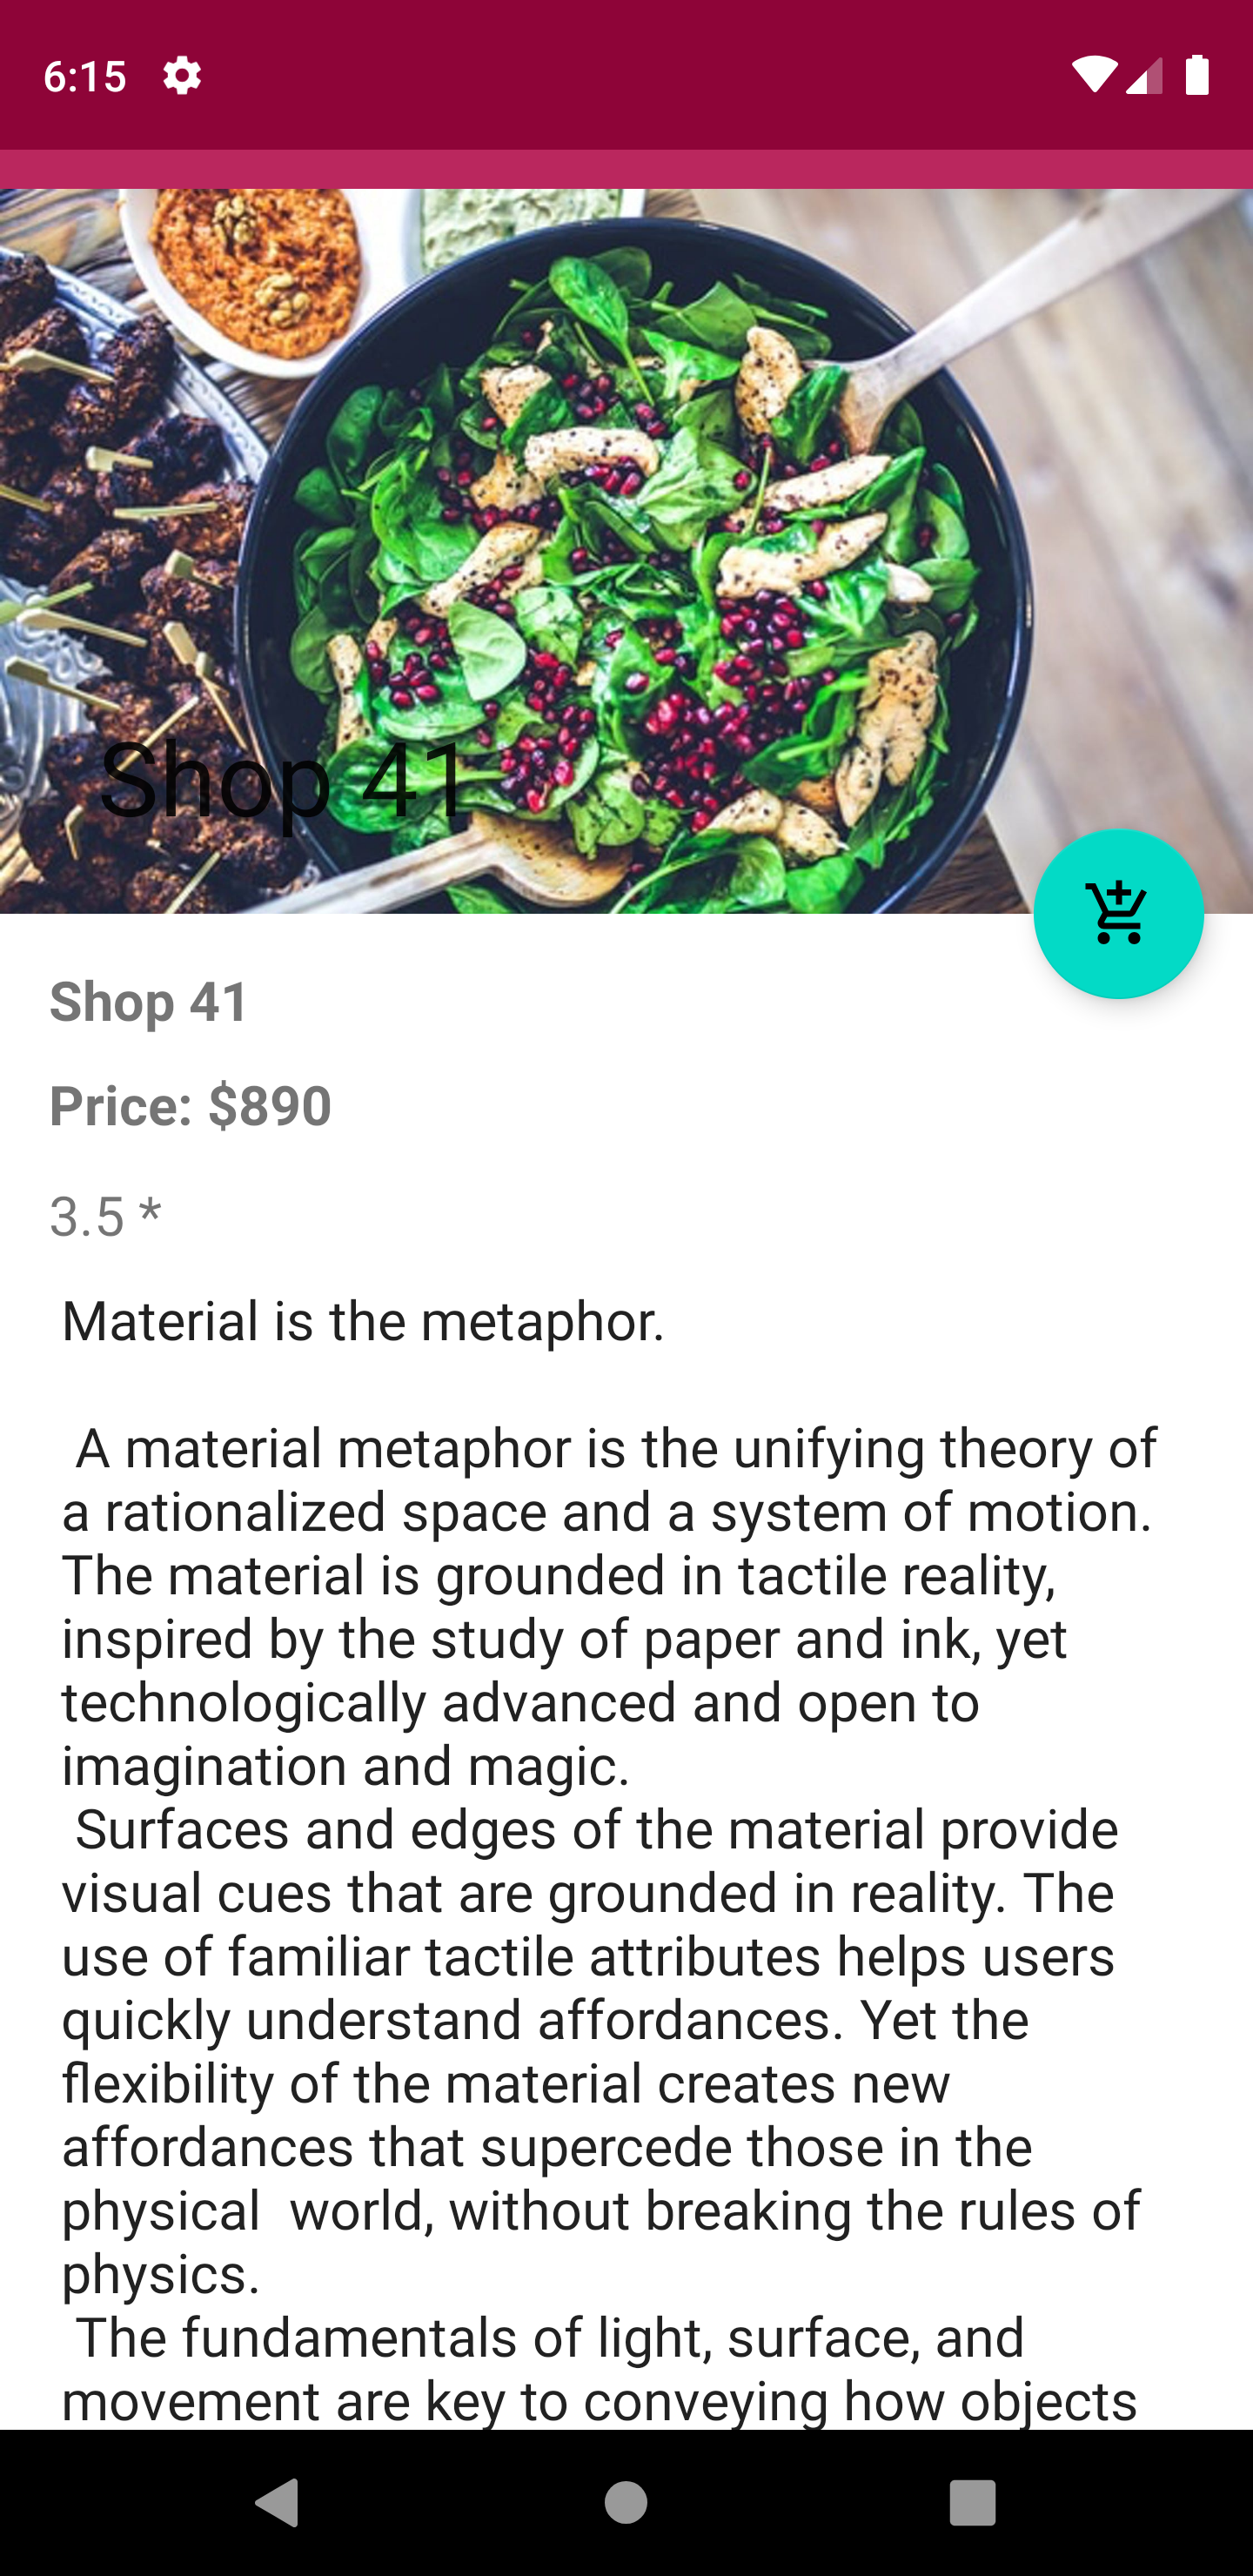 6:15
Shop 41
Shop 41
Price: $890
3.5 *
Material is the metaphor.
A material metaphor is the unifying theory of
a rationalized space and a system of motion.
The material is grounded in tactile reality,
inspired by the study of paper and ink, yet
technologically advanced and open to
imagination and magic.
Surfaces and edges of the material provide
visual cues that are grounded in reality. The
use of familiar tactile attributes helps users
quickly understand affordances. Yet the
flexibility of the material creates new
affordances that supercede those in the
physical  world, without breaking the rules of
physics.
The fundamentals of light, surface, and
movement are key to conveying how objects